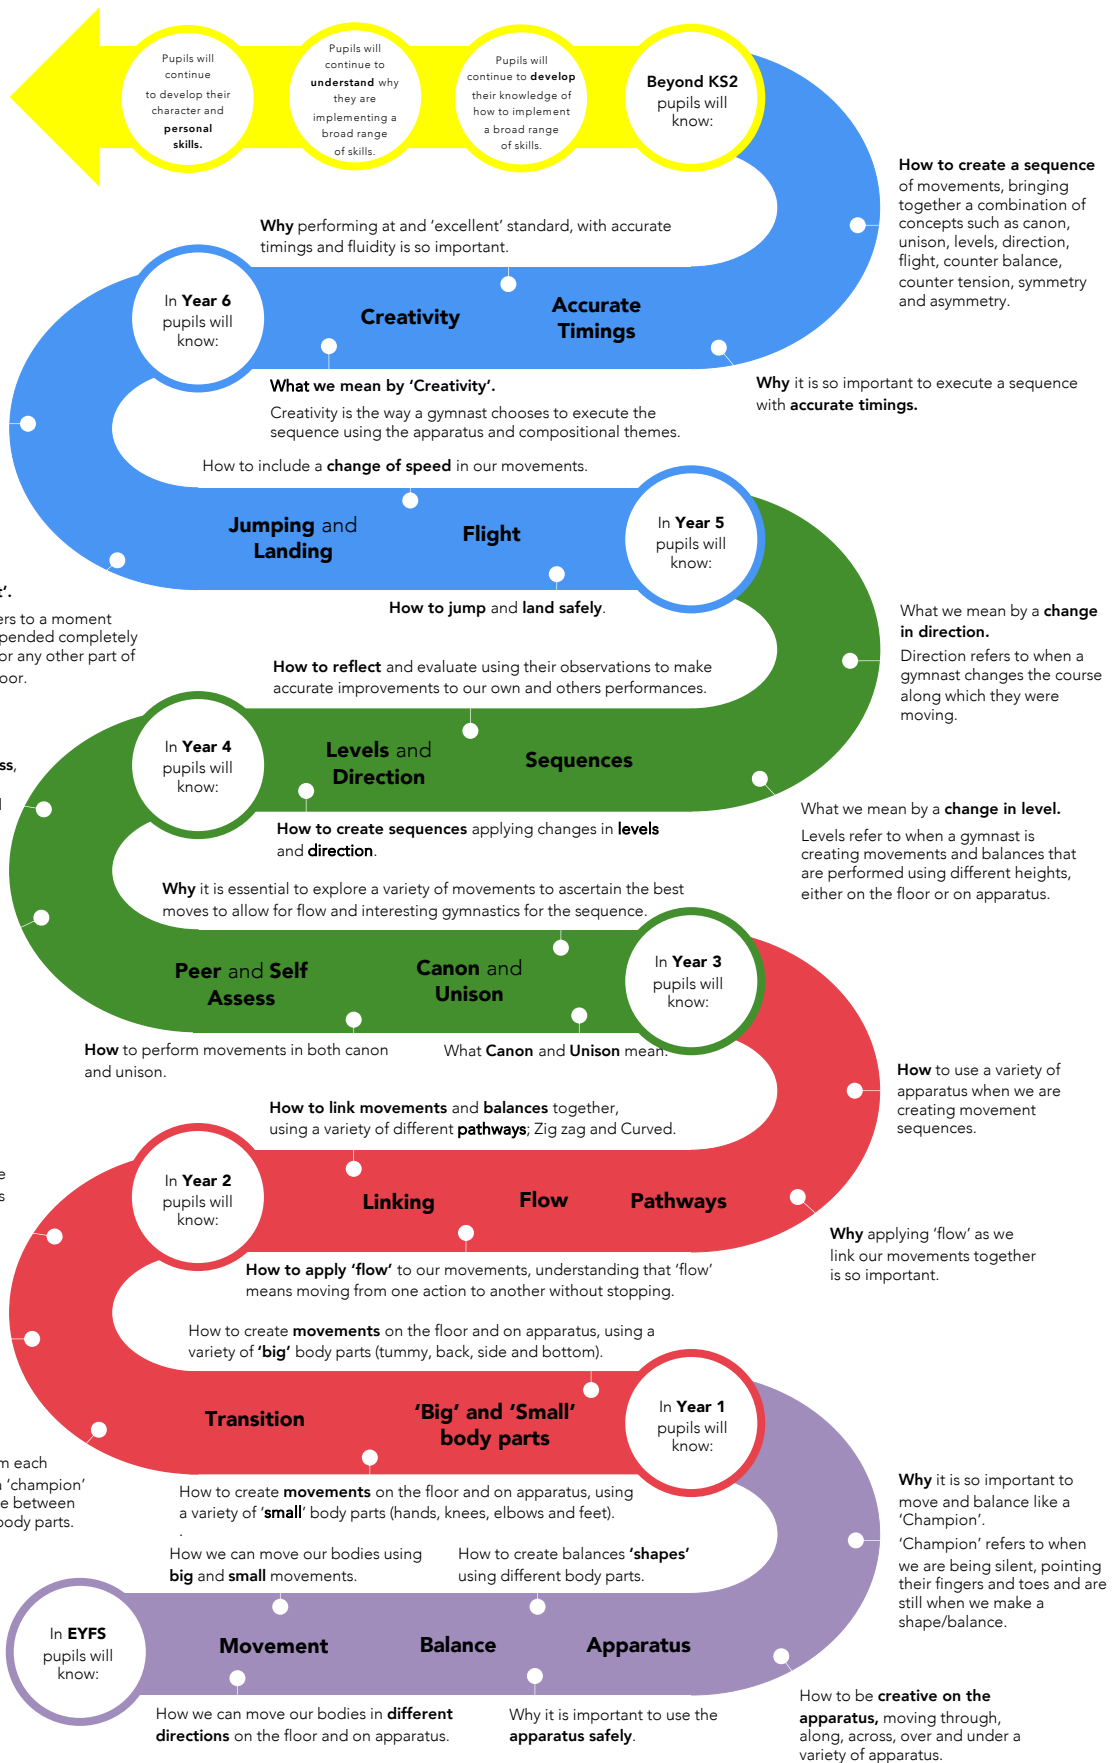 Pupils will
continue
to develop their
character and
personal
skills.
Pupils will
continue to
understand why
they are
implementing a
broad range
of skills.
Pupils will
continue to develop
their knowledge of
how to implement
a broad range
of skills.
Beyond KS2
pupils will
know:
How to create a sequence
of movements, bringing
together a combination of
concepts such as canon,
unison, levels, direction,
flight, counter balance,
counter tension, symmetry
and asymmetry.
Why performing at and ‘excellent’ standard, with accurate
timings and fluidity is so important.
In Year 6
pupils will
know:
Creativity
Accurate
Timings
What we mean by ‘Creativity’.
Creativity is the way a gymnast chooses to execute the
sequence using the apparatus and compositional themes.
Why it is so important to execute a sequence
with accurate timings.
How to include a change of speed in our movements.
Jumping and
Landing
Flight
In Year 5
pupils will
know:
t’.
ers to a moment
pended completely
or any other part of
oor.
How to jump and land safely.
What we mean by a change
in direction.
Direction refers to when a
gymnast changes the course
along which they were
moving.
How to reflect and evaluate using their observations to make
accurate improvements to our own and others performances.
In Year 4
pupils will
know:
Levels and
Direction
Sequences
ss,
How to create sequences applying changes in levels
and direction.
What we mean by a change in level.
Levels refer to when a gymnast is
creating movements and balances that
are performed using different heights,
either on the floor or on apparatus.
Why it is essential to explore a variety of movements to ascertain the best
moves to allow for flow and interesting gymnastics for the sequence.
Peer and Self
Assess
Canon and
Unison
In Year 3
pupils will
know:
How to perform movements in both canon
and unison.
What Canon and Unison mean.
How to use a variety of
apparatus when we are
creating movement
sequences.
How to link movements and balances together,
using a variety of different pathways; Zig zag and Curved.
e
s
In Year 2
pupils will
know:
Linking
Flow
Pathways
Why applying ‘flow’ as we
link our movements together
is so important.
How to apply ‘flow’ to our movements, understanding that ‘flow’
means moving from one action to another without stopping.
How to create movements on the floor and on apparatus, using a
variety of ‘big’ body parts (tummy, back, side and bottom).
Transition
‘Big’ and ‘Small’
body parts
In Year 1
pupils will
know:
m each
a ‘champion’
e between
body parts.
How to create movements on the floor and on apparatus, using
a variety of ‘small’ body parts (hands, knees, elbows and feet).
.
Why it is so important to
move and balance like a
‘Champion’.
‘Champion’ refers to when
we are being silent, pointing
their fingers and toes and are
still when we make a
shape/balance.
How we can move our bodies using
big and small movements.
How to create balances ‘shapes’
using different body parts.
In EYFS
pupils will
know:
Movement
Balance
Apparatus
How we can move our bodies in different
directions on the floor and on apparatus.
Why it is important to use the
apparatus safely.
How to be creative on the
apparatus, moving through,
along, across, over and under a
variety of apparatus.